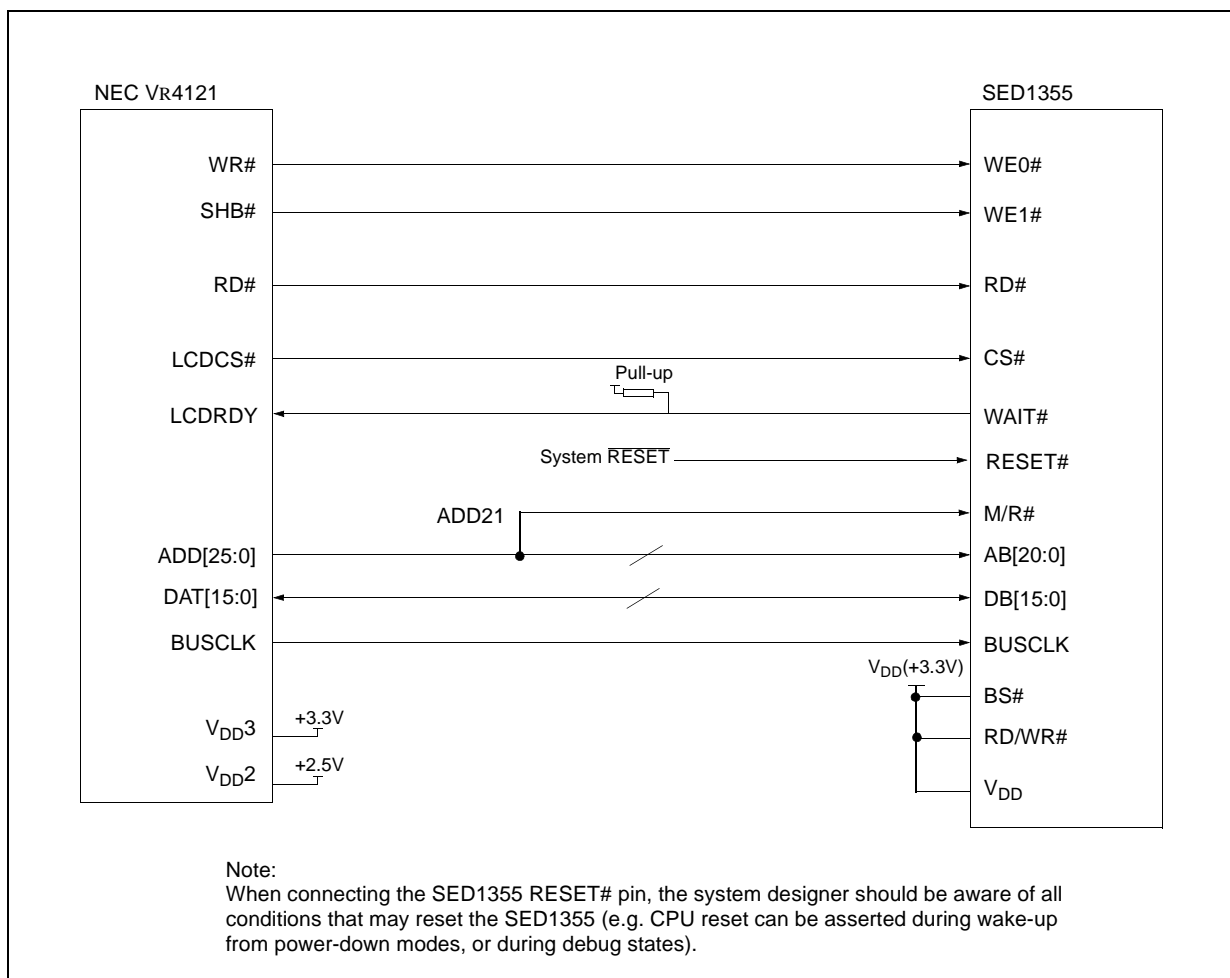 NEC VR4121 SED1355
WR# WE0#
SHB# WE1#
RD# RD#
LCDCS# CS#
Pull-up
LCDRDY WAIT#
System RESET RESET#
ADD21 M/R#
ADD[25:0] AB[20:0]
DAT[15:0] DB[15:0]
BUSCLK BUSCLK
VDD(+3.3V)
BS#
VDD3 +3.3V RD/WR#
VDD2 +2.5V VDD
Note:
When connecting the SED1355 RESET# pin, the system designer should be aware of all
conditions that may reset the SED1355 (e.g. CPU reset can be asserted during wake-up
from power-down modes, or during debug states).